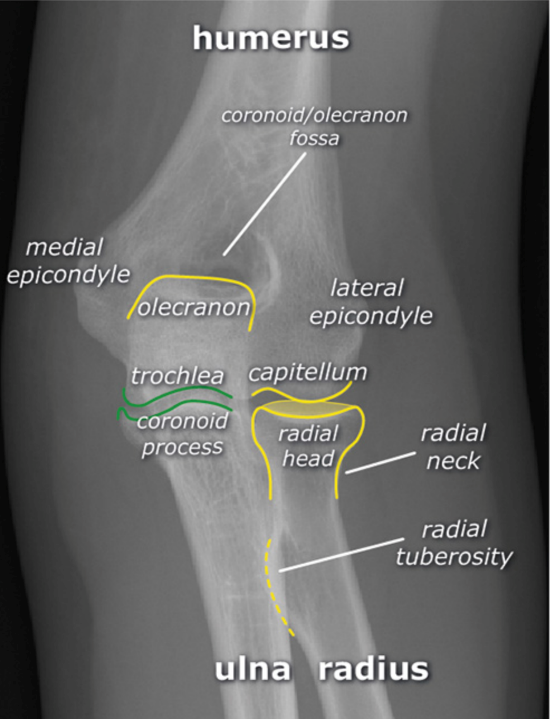 humerus
coronoid/olecranon
fossa
medial
epicondyle
olecranon
lateral
epicondyle
trochlea
capitellum
coronoid
process
radial
head
radial
neck
radial
tuberosity
ulna radius